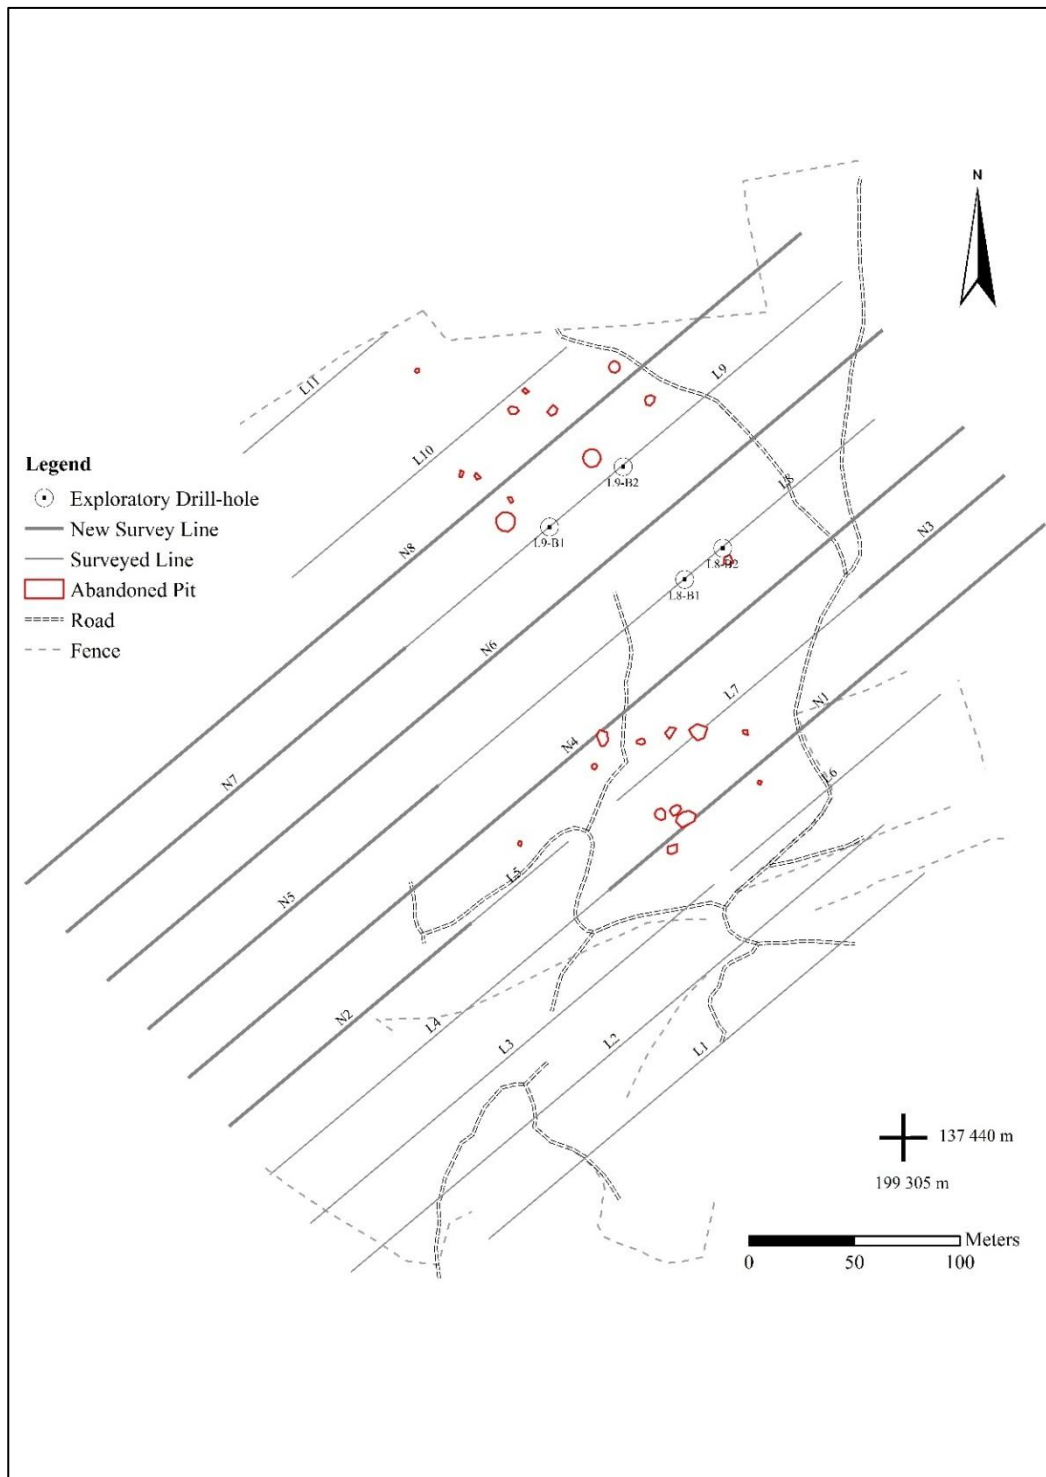 N
L9
L11
L10
Legend
Exploratory Drill-hole
New Survey Line
Surveyed Line
Abandoned Pit
Road
Fence
L9-B2
L8
N8
L9-B1
N3
L8-B2
L8-B1
N6
L7
N1
N4
N7
L6
L5
N5
N2
L4
L3
L2
L1
137 440 m
199 305 m
Meters
0 50 100